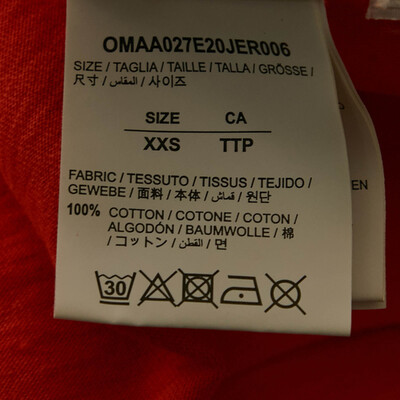 OMAA027E20JER006
SIZE / TAGLIA / TAILLE / TALLA / GRÖSSE /
尺寸 / المقاس / 사이즈
SIZE CA
XXS TTP
FABRIC / TESSUTO / TISSUS / TEJIDO /
GEWEBE / 面料 / 本体 / قماش / 원단
100% COTTON / COTONE / COTON /
ALGODÓN / BAUMWOLLE / 棉
/ コットン / القطن / 면
30
EN